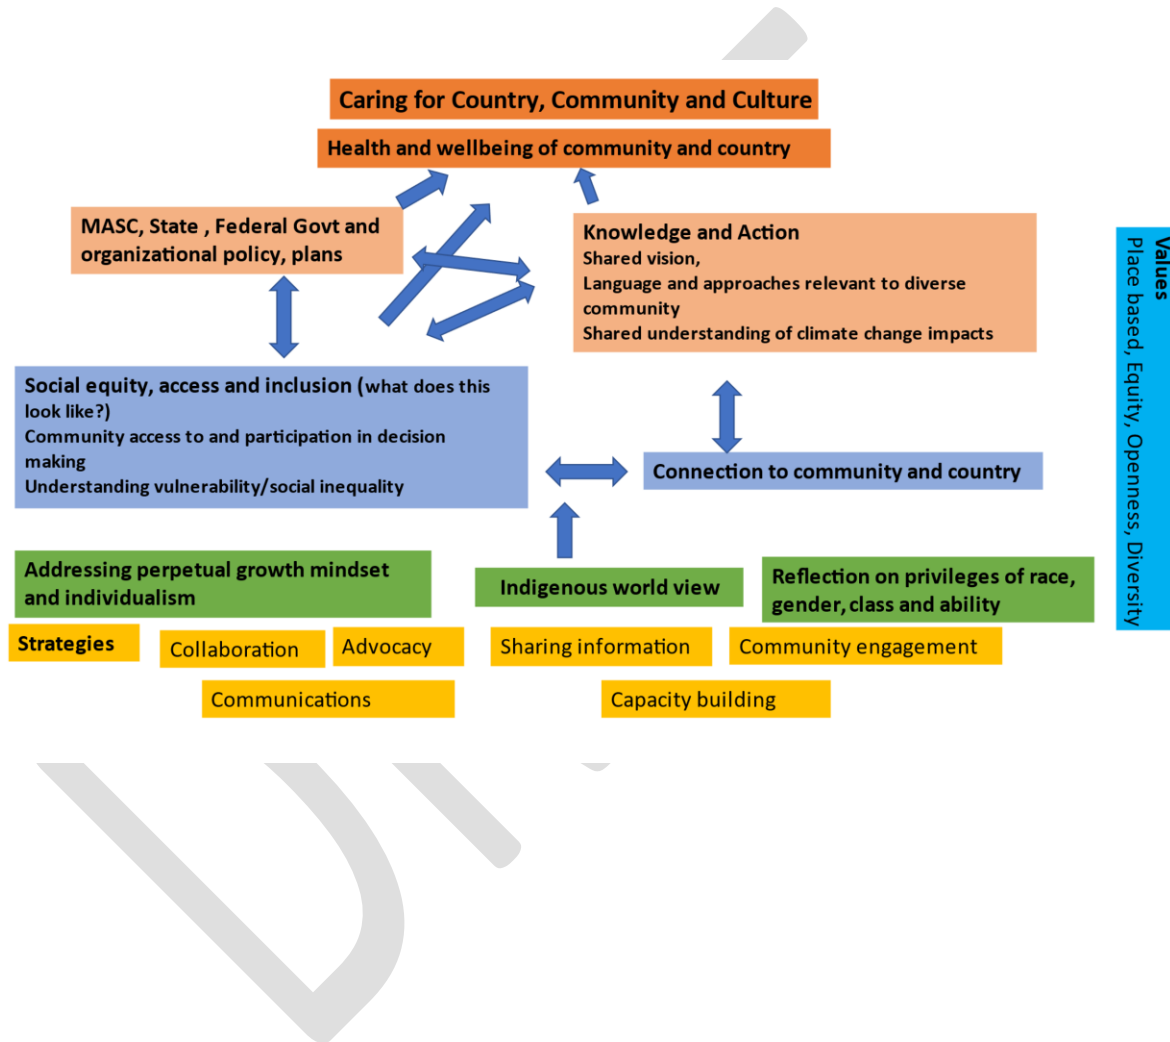 Caring for Country, Community and Culture
Health and wellbeing of community and country
MASC, State , Federal Govt and
organizational policy, plans
Knowledge and Action
Shared vision,
Language and approaches relevant to diverse
community
Shared understanding of climate change impacts
Values
Place based, Equity, Openness, Diversity
Social equity, access and inclusion (what does this
look like?)
Community access to and participation in decision
making
Understanding vulnerability/social inequality
Connection to community and country
Addressing perpetual growth mindset
and individualism
Indigenous world view
Reflection on privileges of race,
gender, class and ability
Strategies
Collaboration
Advocacy
Sharing information
Community engagement
Communications
Capacity building